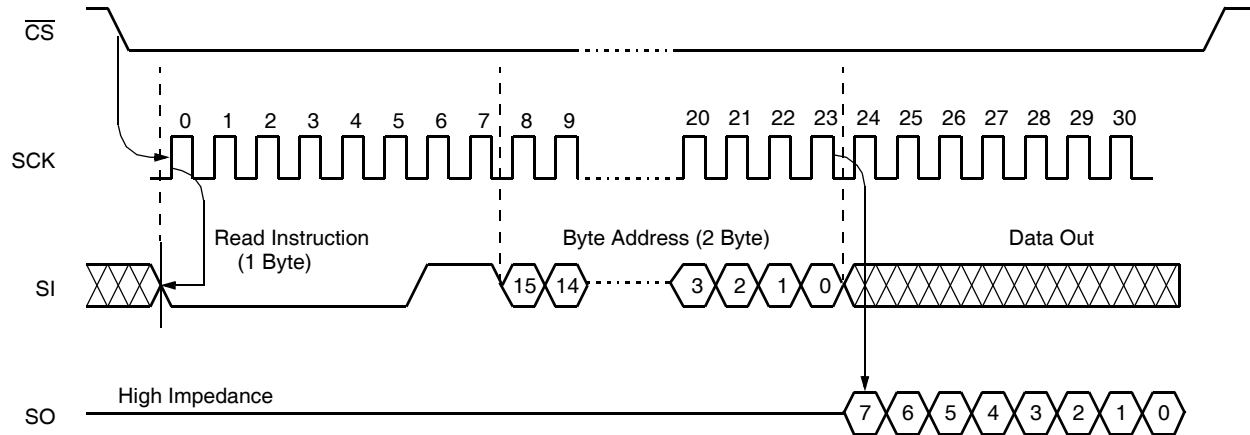 CS
0 1 2 3 4 5 6 7 8 9 20 21 22 23 24 25 26 27 28 29 30
SCK
Read Instruction
(1 Byte)
Byte Address (2 Byte)
Data Out
SI
15 14 3 2 1 0
High Impedance
SO
7 6 5 4 3 2 1 0